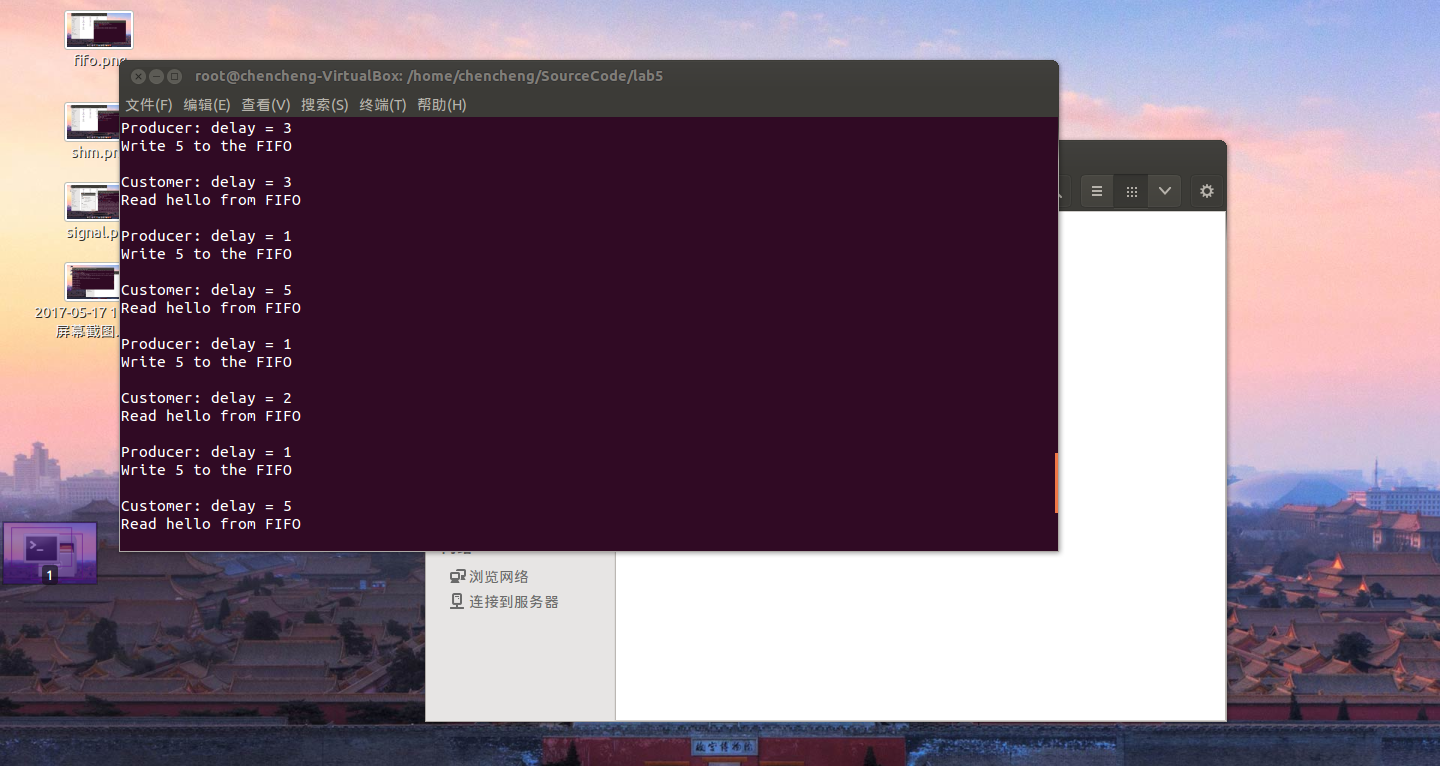 fifo.png
root@chencheng-VirtualBox: /home/chencheng/SourceCode/lab5
文件(F) 编辑(E) 查看(V) 搜索(S) 终端(T) 帮助(H)
Producer: delay = 3
Write 5 to the FIFO
Customer: delay = 3
Read hello from FIFO
Producer: delay = 1
Write 5 to the FIFO
Customer: delay = 5
Read hello from FIFO
Producer: delay = 1
Write 5 to the FIFO
Customer: delay = 2
Read hello from FIFO
Producer: delay = 1
Write 5 to the FIFO
Customer: delay = 5
Read hello from FIFO
shm.pn
signal.p
2017-05-17 1
屏幕截图.
1
浏览网络
连接到服务器
故宫博物院